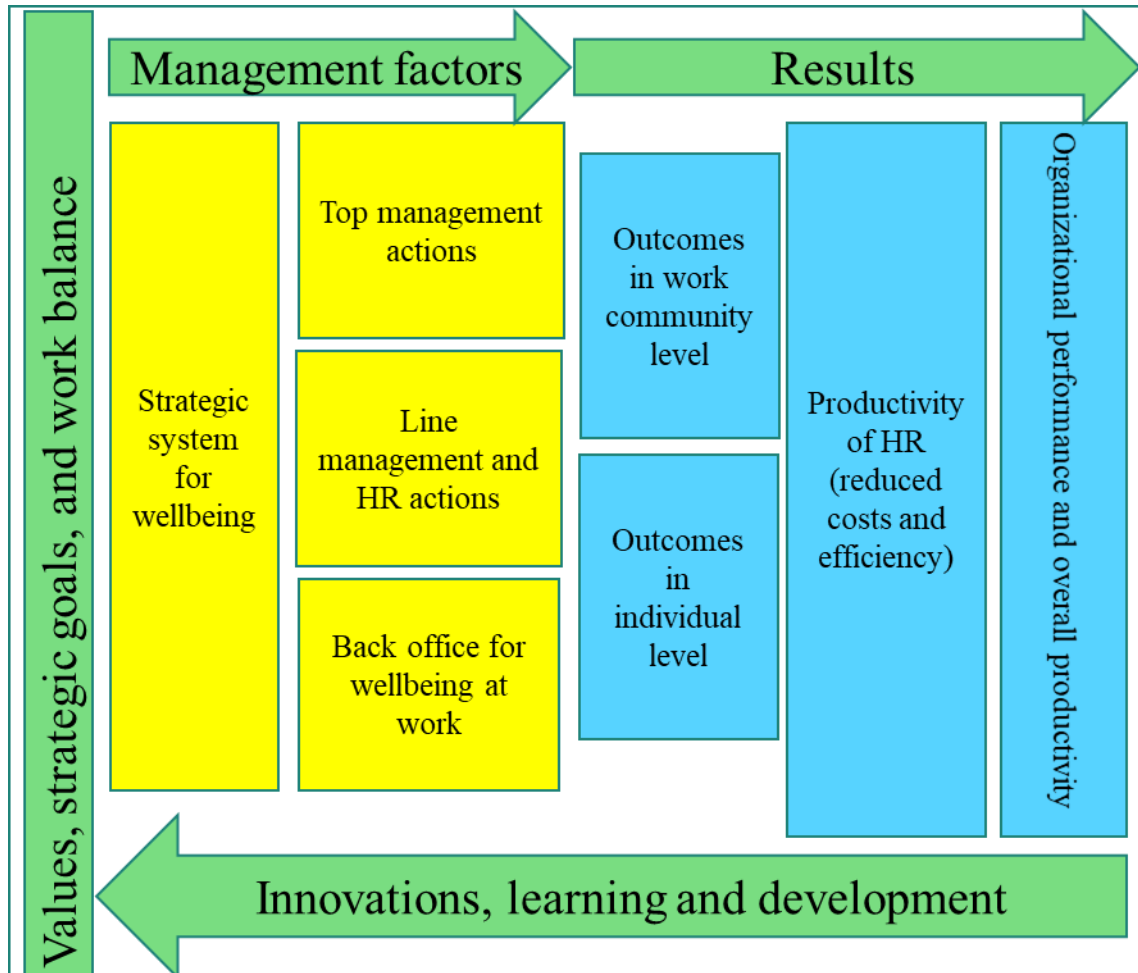 Values, strategic goals, and work balance
Management factors
Results
Strategic
system
for
wellbeing
Top management
actions
Line
management and
HR actions
Back office for
wellbeing at
work
Outcomes
in work
community
level
Outcomes
in
individual
level
Productivity
of HR
(reduced
costs and
efficiency)
Organizational performance and overall productivity
Innovations, learning and development